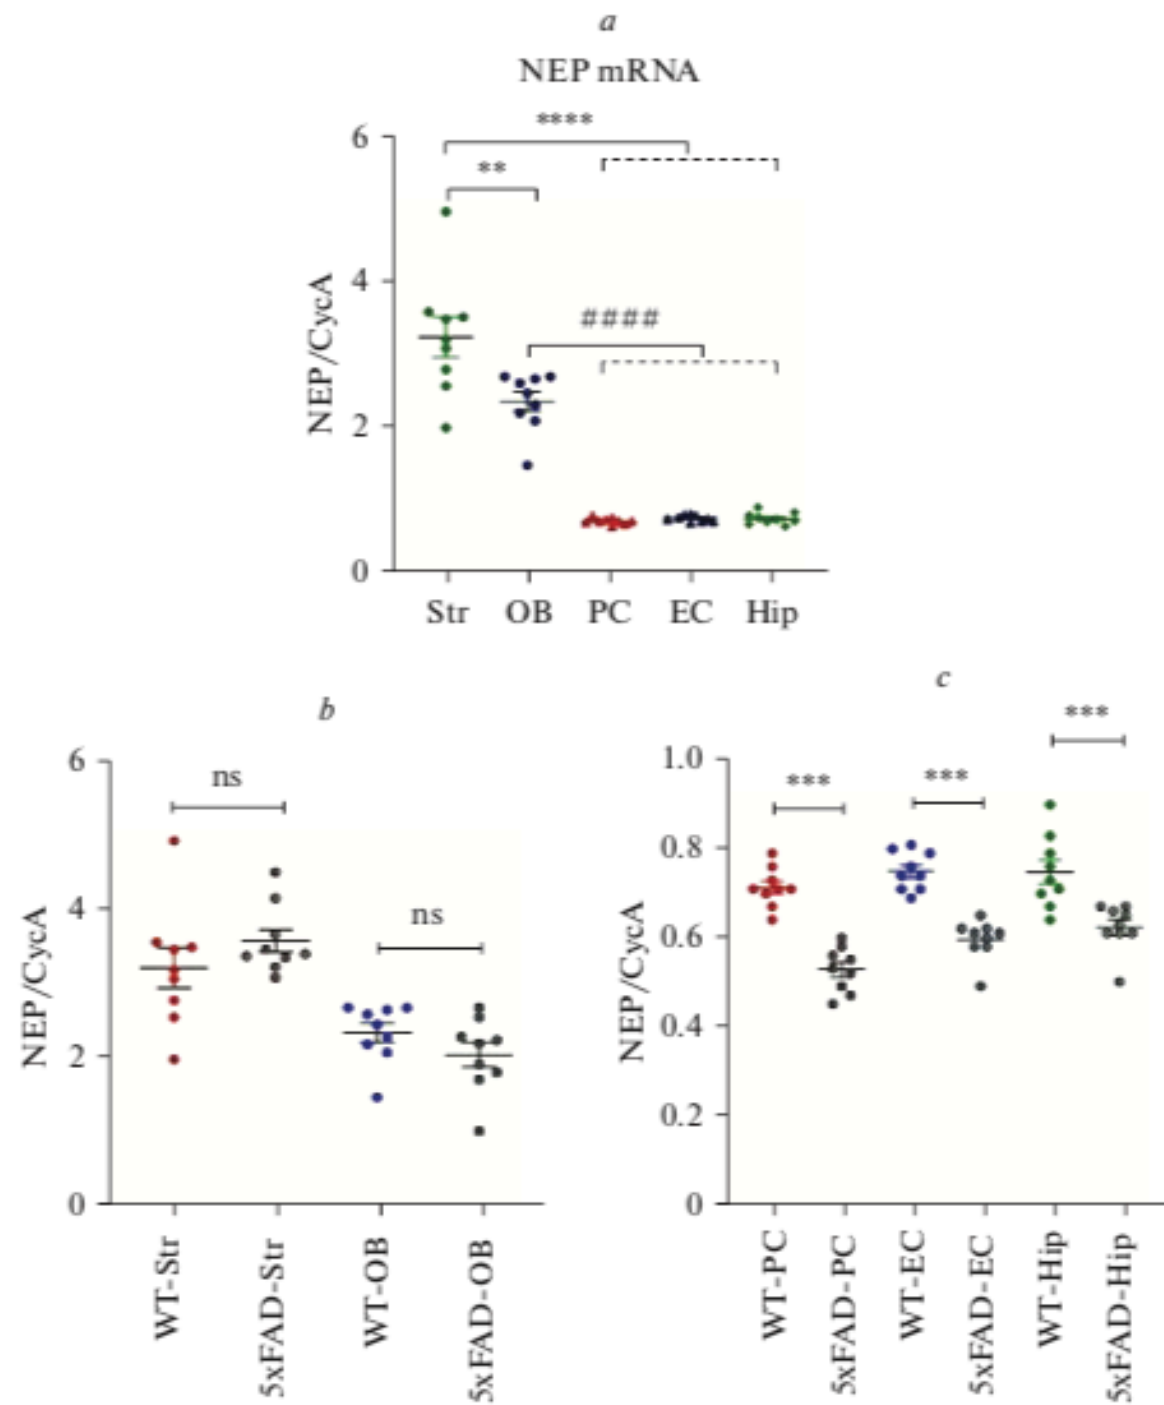 a
NEP mRNA
****
**
####
NEP/CycA
6
4
2
0
Str OB PC EC Hip
b
ns
ns
NEP/CycA
6
4
2
0
WT-Str 5xFAD-Str WT-OB 5xFAD-OB
c
***
***
***
NEP/CycA
1.0
0.8
0.6
0.4
0.2
0
WT-PC 5xFAD-PC WT-EC 5xFAD-EC WT-Hip 5xFAD-Hip